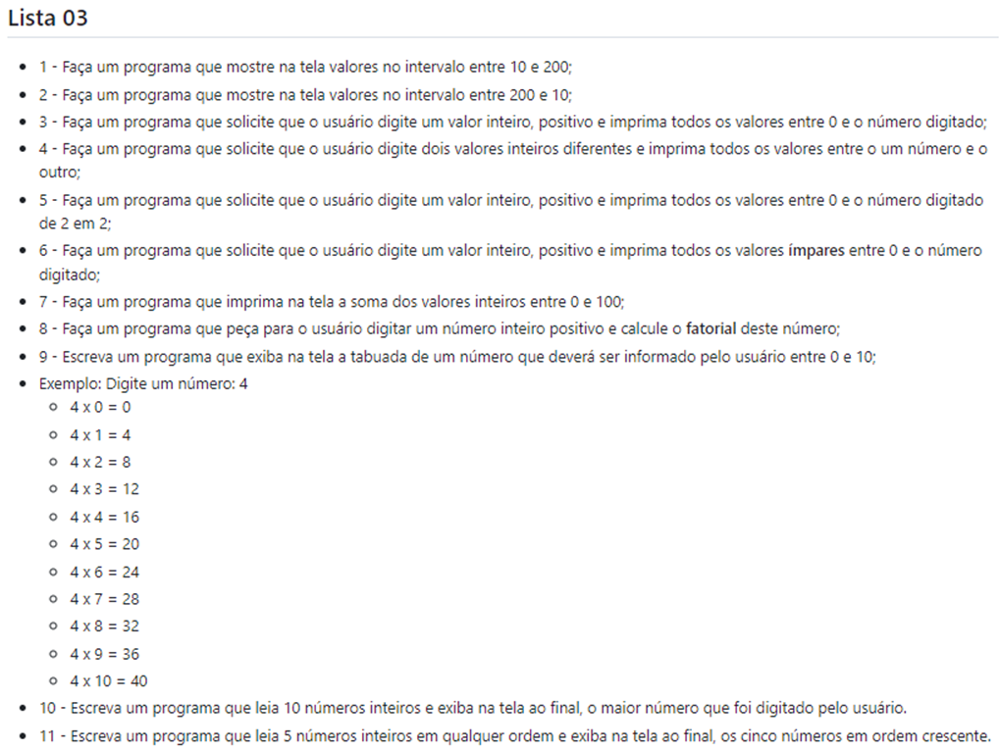 Lista 03
1 - Faça um programa que mostre na tela valores no intervalo entre 10 e 200;
2 - Faça um programa que mostre na tela valores no intervalo entre 200 e 10;
3 - Faça um programa que solicite que o usuário digite um valor inteiro, positivo e imprima todos os valores entre 0 e o número digitado;
4 - Faça um programa que solicite que o usuário digite dois valores inteiros diferentes e imprima todos os valores entre o um número e o
outro;
5 - Faça um programa que solicite que o usuário digite um valor inteiro, positivo e imprima todos os valores entre 0 e o número digitado
de 2 em 2;
6 - Faça um programa que solicite que o usuário digite um valor inteiro, positivo e imprima todos os valores ímpares entre 0 e o número
digitado;
7 - Faça um programa que imprima na tela a soma dos valores inteiros entre 0 e 100;
8 - Faça um programa que peça para o usuário digitar um número inteiro positivo e calcule o fatorial deste número;
9 - Escreva um programa que exiba na tela a tabuada de um número que deverá ser informado pelo usuário entre 0 e 10;
Exemplo: Digite um número: 4
4 x 0 = 0
4 x 1 = 4
4 x 2 = 8
4 x 3 = 12
4 x 4 = 16
4 x 5 = 20
4 x 6 = 24
4 x 7 = 28
4 x 8 = 32
4 x 9 = 36
4 x 10 = 40
10 - Escreva um programa que leia 10 números inteiros e exiba na tela ao final, o maior número que foi digitado pelo usuário.
11 - Escreva um programa que leia 5 números inteiros em qualquer ordem e exiba na tela ao final, os cinco números em ordem crescente.